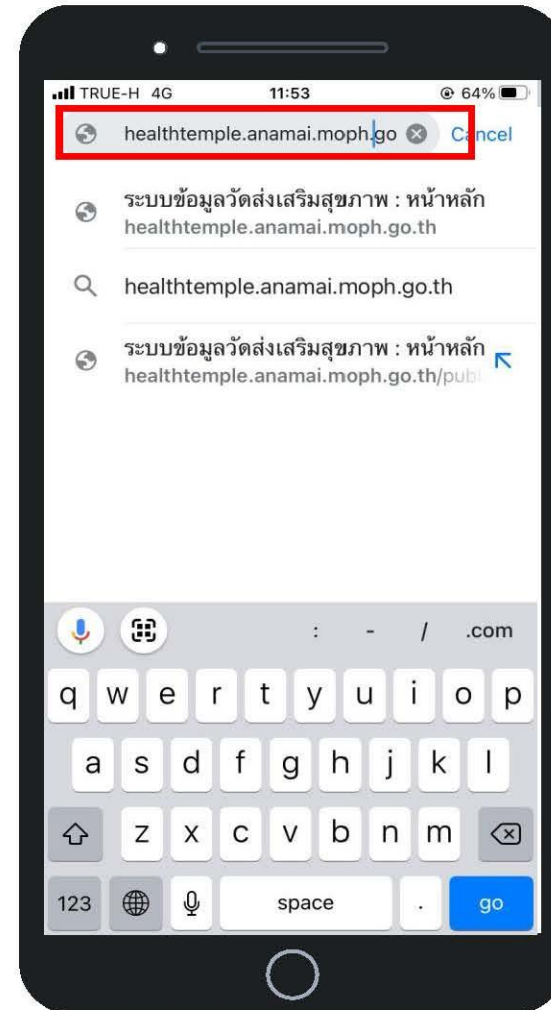 TRUE-H 4G 11:53 64%
healthtemple.anamai.moph.go Cancel
ระบบข้อมูลวัดส่งเสริมสุขภาพ : หน้าหลัก
healthtemple.anamai.moph.go.th
healthtemple.anamai.moph.go.th
ระบบข้อมูลวัดส่งเสริมสุขภาพ : หน้าหลัก
healthtemple.anamai.moph.go.th/publ
: - / .com
q w e r t y u i o p
a s d f g h j k l
z x c v b n m
123 space . go